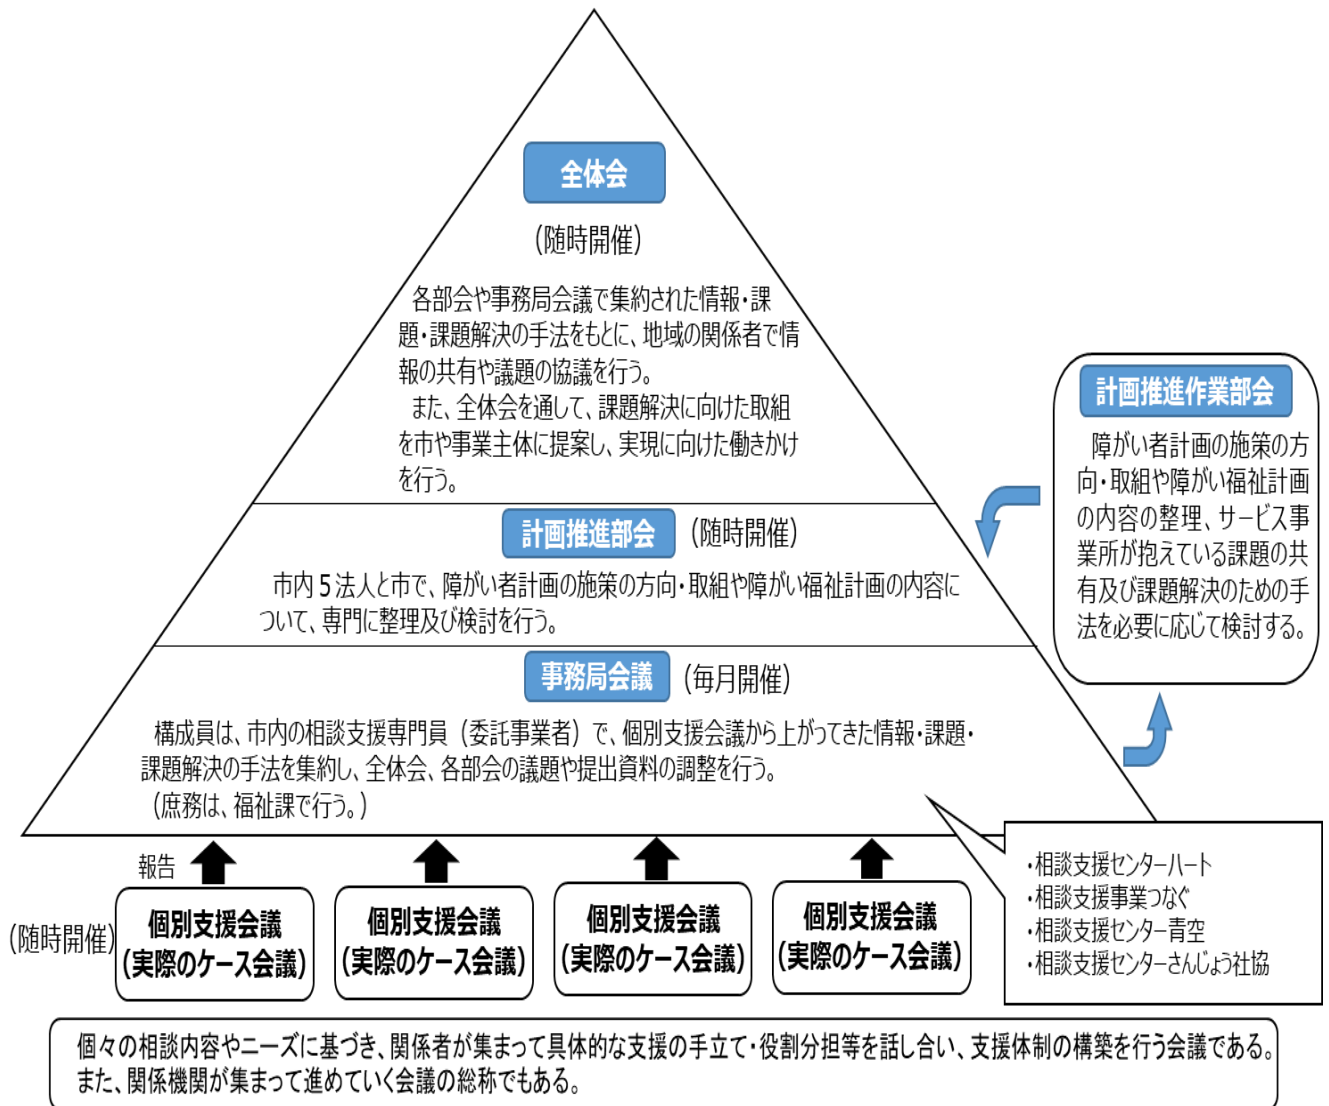 全体会
(随時開催)
各部会や事務局会議で集約された情報・課
題・課題解決の手法をもとに、地域の関係者で情
報の共有や議題の協議を行う。
また、全体会を通して、課題解決に向けた取組
を市や事業主体に提案し、実現に向けた働きかけ
を行う。
計画推進部会 (随時開催)
市内5法人と市で、障がい者計画の施策の方向・取組や障がい福祉計画の内容に
ついて、専門に整理及び検討を行う。
計画推進作業部会
障がい者計画の施策の方
向・取組や障がい福祉計画
の内容の整理、サービス事
業所が抱えている課題の共
有及び課題解決のための手
法を必要に応じて検討する。
事務局会議 (毎月開催)
構成員は、市内の相談支援専門員(委託事業者)で、個別支援会議から上がってきた情報・課題・
課題解決の手法を集約し、全体会、各部会の議題や提出資料の調整を行う。
(庶務は、福祉課で行う。)
・相談支援センターハート
・相談支援事業つなぐ
・相談支援センター青空
・相談支援センターさんじょう社協
報告
(随時開催)
個別支援会議
(実際のケース会議)
個別支援会議
(実際のケース会議)
個別支援会議
(実際のケース会議)
個別支援会議
(実際のケース会議)
個々の相談内容やニーズに基づき、関係者が集まって具体的な支援の手立て・役割分担等を話し合い、支援体制の構築を行う会議である。
また、関係機関が集まって進めていく会議の総称でもある。